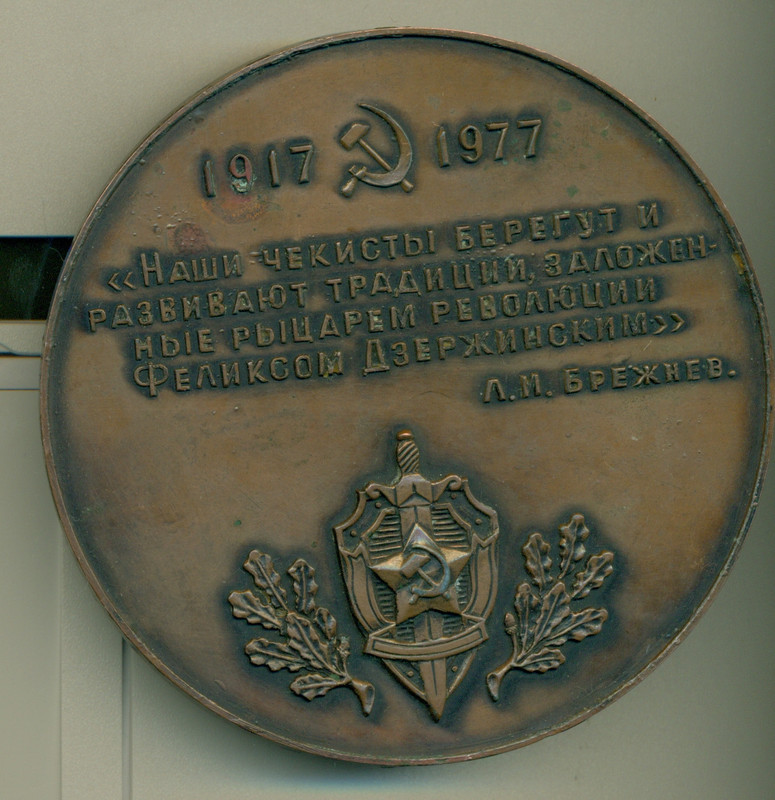 1917 1977
«Наши чекисты берегут и
развивают традиции, заложен-
ные рыцарем революции
Феликсом Дзержинским»
Л.И. Брежнев.